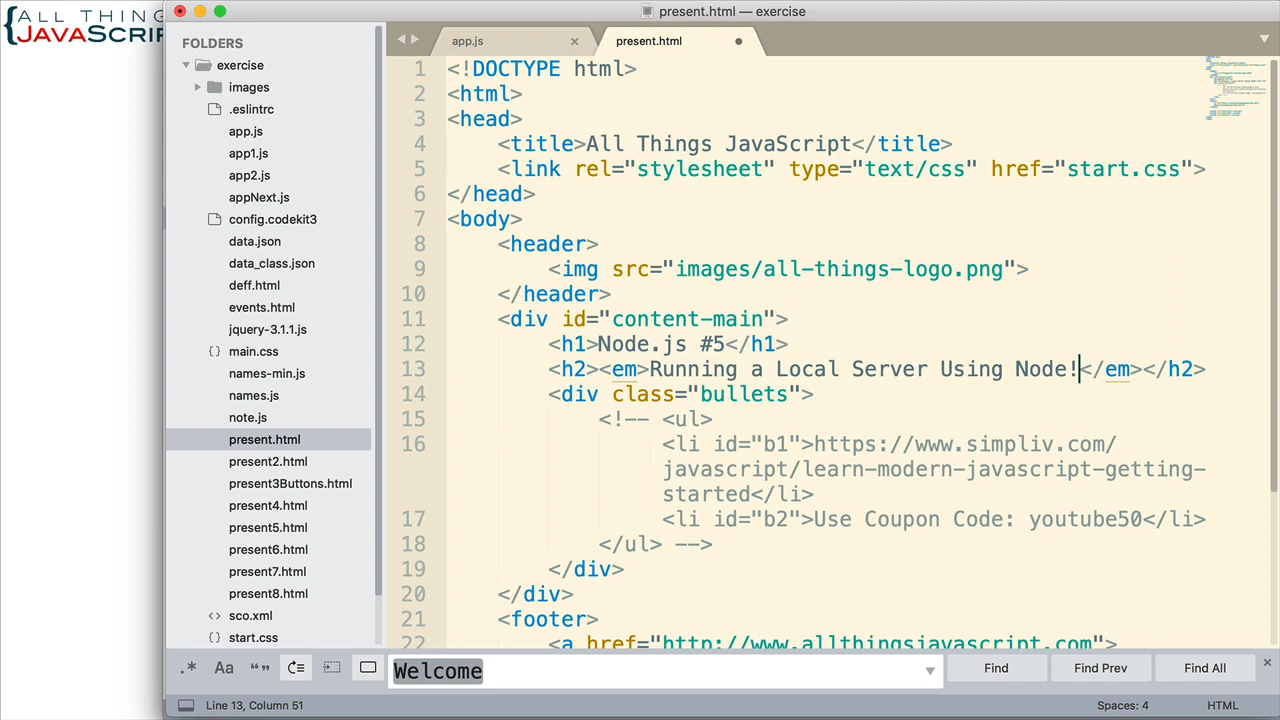 ALL THING
JAVASCRI
present.html — exercise
FOLDERS
exercise
images
.eslintrc
app.js
app1.js
app2.js
appNext.js
config.codekit3
data.json
data_class.json
deff.html
events.html
jquery-3.1.1.js
main.css
names-min.js
names.js
note.js
present.html
present2.html
present3Buttons.html
present4.html
present5.html
present6.html
present7.html
present8.html
sco.xml
start.css
app.js
present.html
1 <!DOCTYPE html>
2 <html>
3 <head>
4 <title>All Things JavaScript</title>
5 <link rel="stylesheet" type="text/css" href="start.css">
6 </head>
7 <body>
8 <header>
9 <img src="images/all-things-logo.png">
10 </header>
11 <div id="content-main">
12 <h1>Node.js #5</h1>
13 <h2><em>Running a Local Server Using Node!</em></h2>
14 <div class="bullets">
15 <!-- <ul>
16 <li id="b1">https://www.simpliv.com/
javascript/learn-modern-javascript-getting-
started</li>
17 <li id="b2">Use Coupon Code: youtube50</li>
18 </ul> -->
19 </div>
20 </div>
21 <footer>
22 <a href="http://www.allthingsjavascript.com">
.* Aa “” Welcome Find Find Prev Find All
Line 13, Column 51 Spaces: 4 HTML